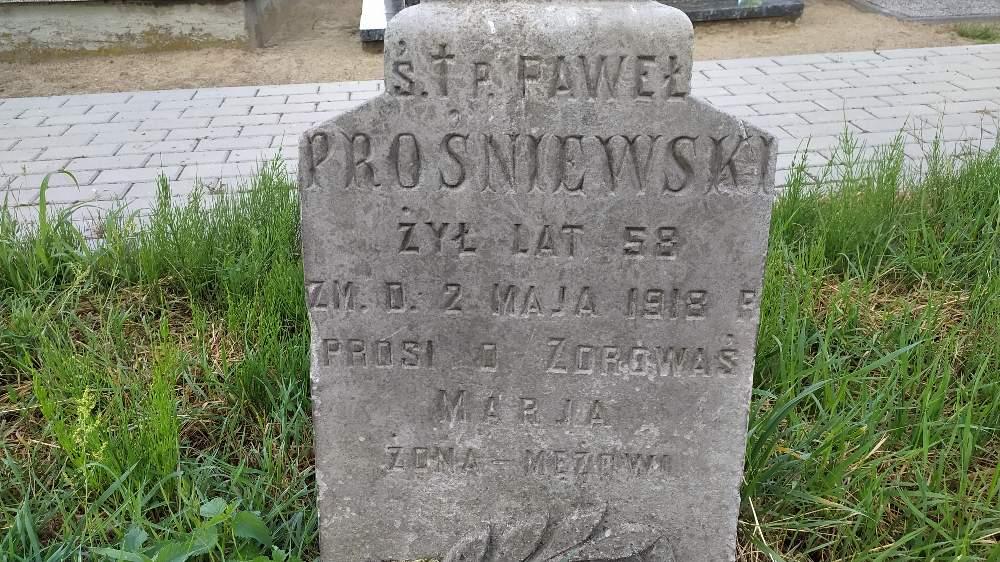 Ś.†P. PAWEŁ
PROŚNIEWSKI
ŻYŁ LAT 58
ZM. D. 2 MAJA 1918 R
PROSI O ZDROWAŚ
MARJA
ŻONA - MĘŻOWI